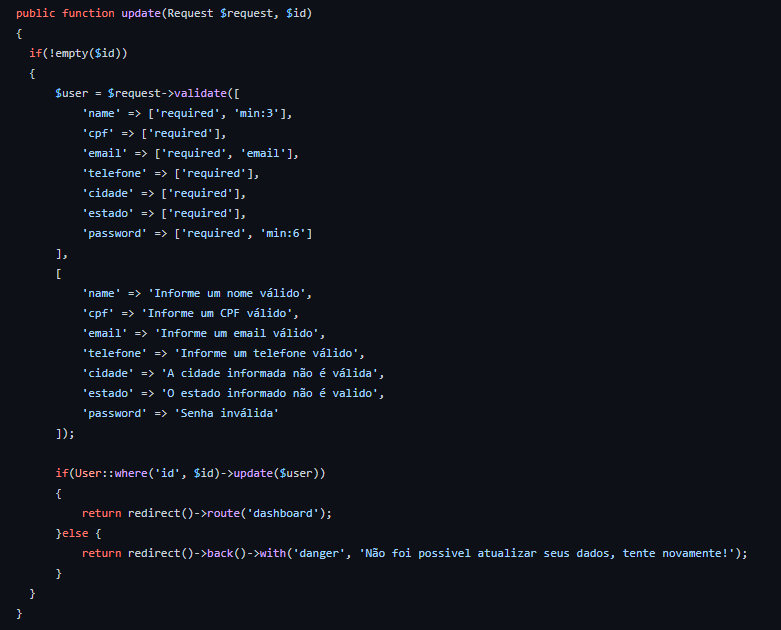 public function update(Request $request, $id)
{
  if(!empty($id))
  {
      $user = $request->validate([
          'name' => ['required', 'min:3'],
          'cpf' => ['required'],
          'email' => ['required', 'email'],
          'telefone' => ['required'],
          'cidade' => ['required'],
          'estado' => ['required'],
          'password' => ['required', 'min:6']
      ],
      [
          'name' => 'Informe um nome válido',
          'cpf' => 'Informe um CPF válido',
          'email' => 'Informe um email válido',
          'telefone' => 'Informe um telefone válido',
          'cidade' => 'A cidade informada não é válida',
          'estado' => 'O estado informado não é valido',
          'password' => 'Senha inválida'
      ]);

      if(User::where('id', $id)->update($user))
      {
          return redirect()->route('dashboard');
      }else {
          return redirect()->back()->with('danger', 'Não foi possivel atualizar seus dados, tente novamente!');
      }
  }
}